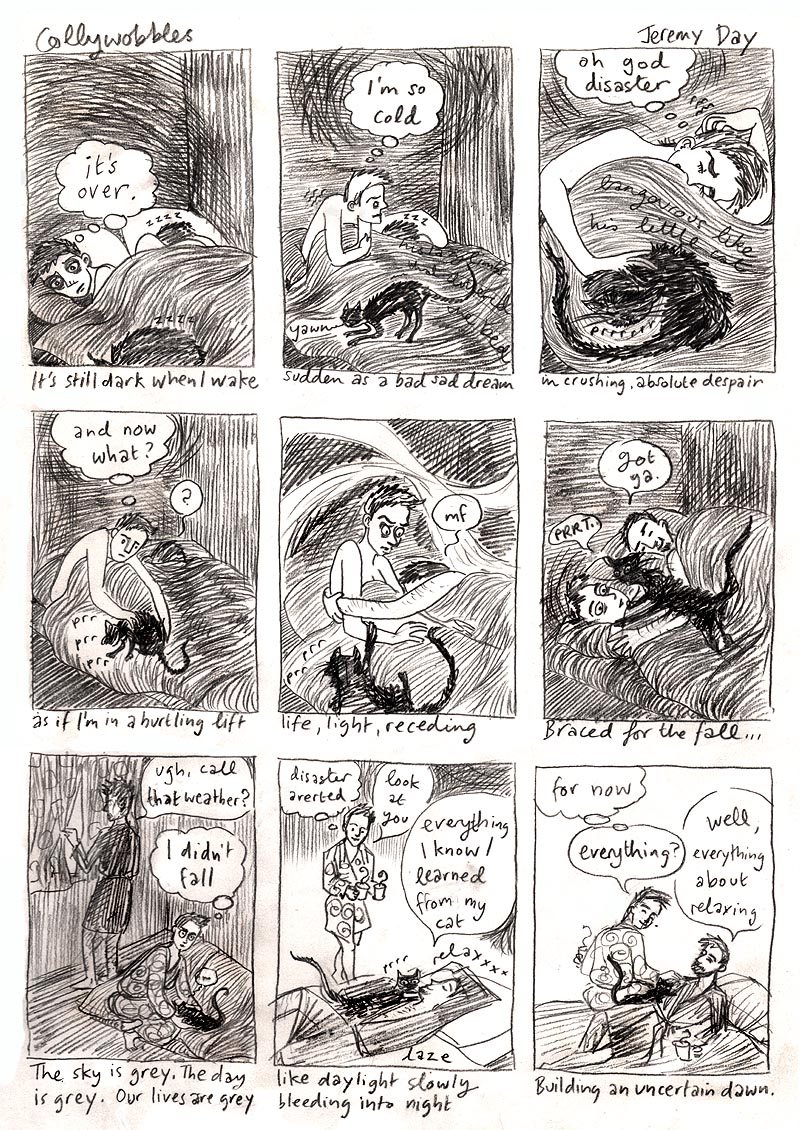 Collywobbles
Jeremy Day
it's
over.
zzzz
zzzz
It's still dark when I wake
I'm so
cold
zzz
yawn
sudden as a bad sad dream
oh god
disaster
languorous like
his little cat
prrrrrr
in crushing, absolute despair
and now
what?
?
prr
prr
prr
as if I'm in a hurtling lift
mf
prr
prr
life, light, receding
got
ya.
PRRT.
Braced for the fall...
ugh, call
that weather?
I didn't
fall
The sky is grey. The day
is grey. Our lives are grey
disaster
averted
look
at
you
everything
I know I
learned
from my
cat
prrr
relaxxxx
laze
like daylight slowly
bleeding into night
for now
everything?
well,
everything
about
relaxing
Building an uncertain dawn.